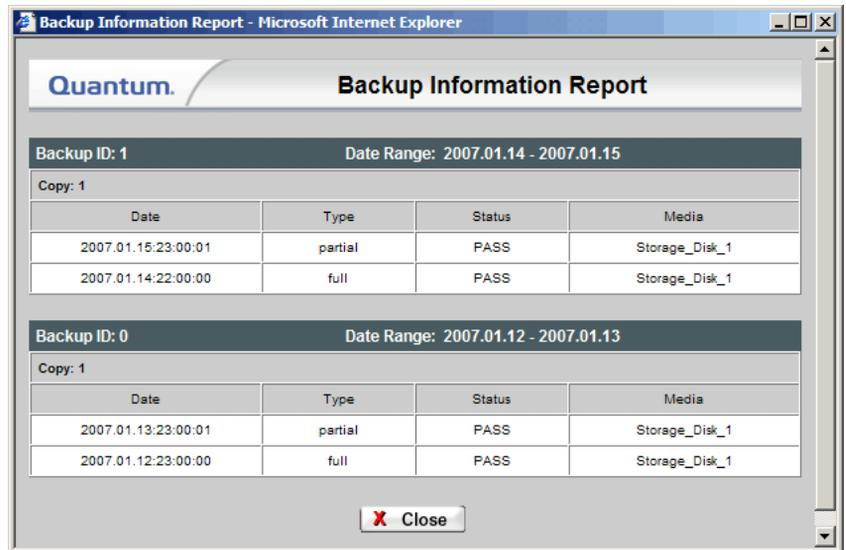 Backup Information Report - Microsoft Internet Explorer
Quantum. Backup Information Report
Backup ID: 1 Date Range: 2007.01.14 - 2007.01.15
Copy: 1
Date Type Status Media
2007.01.15:23:00:01 partial PASS Storage_Disk_1
2007.01.14:22:00:00 full PASS Storage_Disk_1
Backup ID: 0 Date Range: 2007.01.12 - 2007.01.13
Copy: 1
Date Type Status Media
2007.01.13:23:00:01 partial PASS Storage_Disk_1
2007.01.12:23:00:00 full PASS Storage_Disk_1
X Close